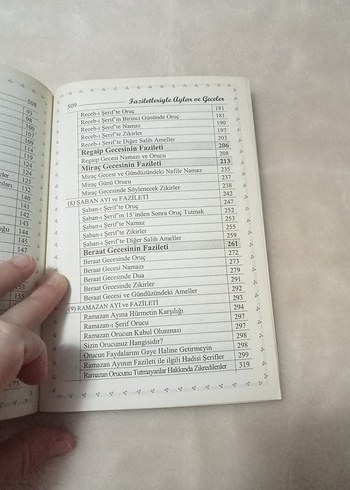 508
93
509 Faziletleriyle Aylar ve Geceler
Receb-i Şerif'te Oruç 181
Receb-i Şerif'in Birinci Gününde Oruç 181
Receb-i Şerif'te Namaz 190
Receb-i Şerif'te Zikirler 197
Receb-i Şerif'te Diğer Salih Ameller 203
Regaip Gecesinin Fazileti 206
Regaip Gecesi Namazı ve Orucu 208
Miraç Gecesinin Fazileti 213
Miraç Gecesi ve Gündüzündeki Nafile Namaz 235
Miraç Günü Orucu 237
Miraç Gecesinde Söylenecek Zikirler 238
(8) ŞABAN AYI ve FAZİLETİ 242
Şaban-ı Şerif'te Oruç 247
Şaban-ı Şerif'in 15'inden Sonra Oruç Tutmak 252
Şaban-ı Şerif'te Namaz 253
Şaban-ı Şerif'te Zikirler 255
Şaban-ı Şerif'te Diğer Salih Ameller 259
Beraat Gecesinin Fazileti 261
Beraat Gecesinde Oruç 272
Beraat Gecesi Namazı 273
Beraat Gecesinde Dua 279
Beraat Gecesinde Zikirler 291
Beraat Gecesi ve Gündüzündeki Ameller 292
(9) RAMAZAN AYI ve FAZİLETİ 293
Ramazan Ayına Hürmetin Karşılığı 294
Ramazan-ı Şerif Orucu 297
Ramazan Orucun Kabul Olunması 297
Sizin Orucunuz Hangisidir? 298
Orucun Faydalarını Gaye Haline Getirmeyin 298
Ramazan Ayının Fazileti ile ilgili Hadisi Şerifler 299
Ramazan Orucunu Tutmayanlar Hakkında Zikredilenler 319